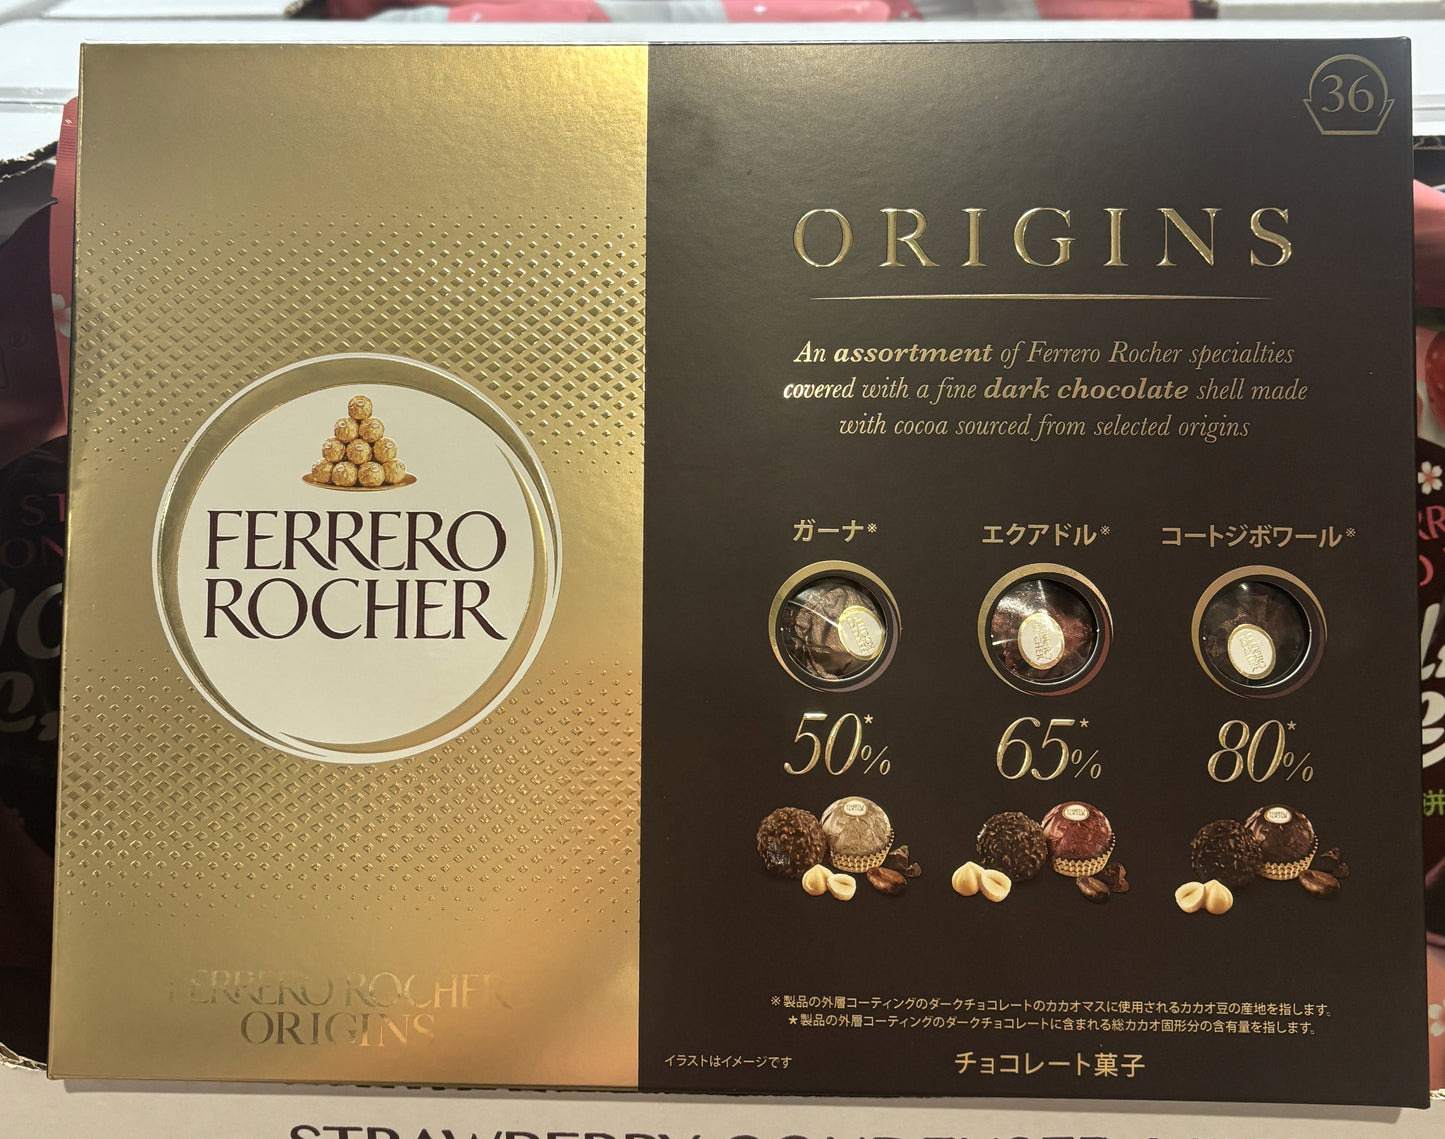 36
ORIGINS
An assortment of Ferrero Rocher specialties
covered with a fine dark chocolate shell made
with cocoa sourced from selected origins
FERRERO
ROCHER
ガーナ※
エクアドル※
コートジボワール※
50%*
65%*
80%*
FERRERO ROCHER
ORIGINS
※製品の外層コーティングのダークチョコレートのカカオマスに使用されるカカオ豆の産地を指します。
*製品の外層コーティングのダークチョコレートに含まれる総カカオ固形分の含有量を指します。
イラストはイメージです
チョコレート菓子
STRAWBERRY CONDENSED